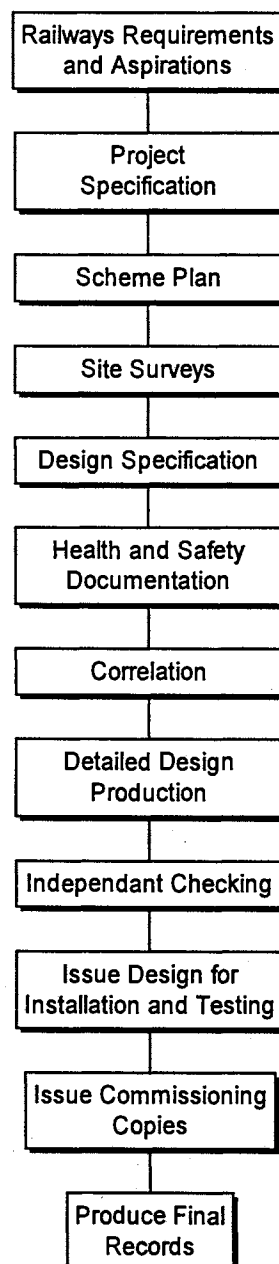 Railways Requirements
and Aspirations
Project
Specification
Scheme Plan
Site Surveys
Design Specification
Health and Safety
Documentation
Correlation
Detailed Design
Production
Independant Checking
Issue Design for
Installation and Testing
Issue Commissioning
Copies
Produce Final
Records